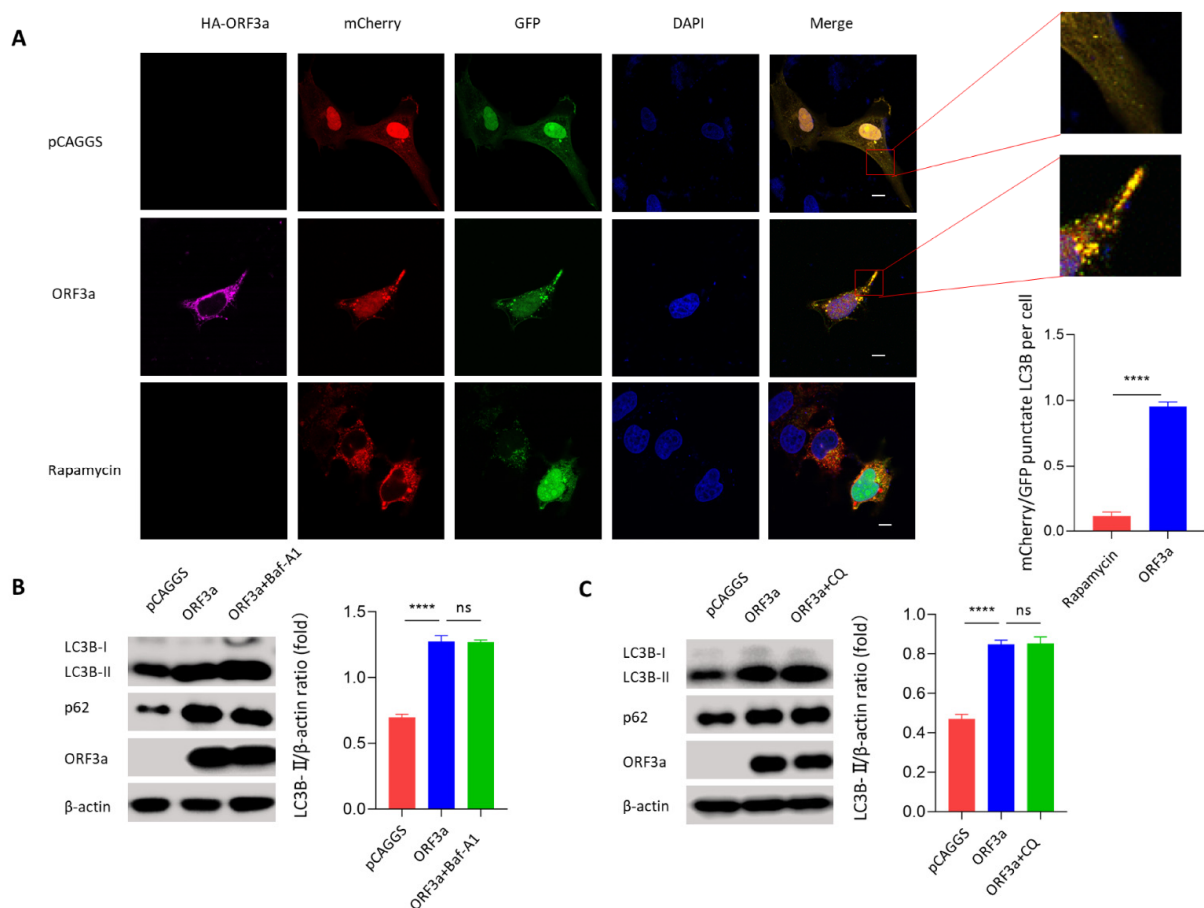 A
HA-ORF3a mCherry GFP DAPI Merge
pCAGGS
ORF3a
Rapamycin
mCherry/GFP punctate LC3B per cell
1.5
1.0
0.5
0.0
****
Rapamycin ORF3a
B
pCAGGS ORF3a ORF3a+Baf-A1
LC3B-I
LC3B-II
p62
ORF3a
β-actin
LC3B- II/β-actin ratio (fold)
1.5
1.0
0.5
0.0
**** ns
pCAGGS ORF3a ORF3a+Baf-A1
C
pCAGGS ORF3a ORF3a+CQ
LC3B-I
LC3B-II
p62
ORF3a
β-actin
LC3B- II/β-actin ratio (fold)
1.0
0.8
0.6
0.4
0.2
0.0
**** ns
pCAGGS ORF3a ORF3a+CQ